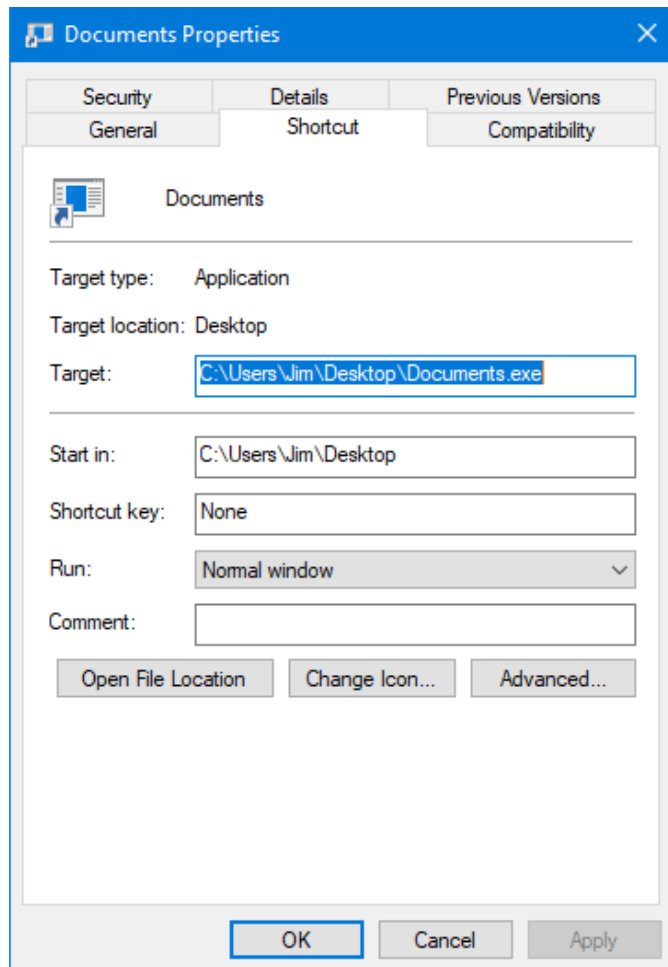 Documents Properties
Security Details Previous Versions
General Shortcut Compatibility
Documents
Target type: Application
Target location: Desktop
Target: C:\Users\Jim\Desktop\Documents.exe
Start in: C:\Users\Jim\Desktop
Shortcut key: None
Run: Normal window
Comment:
Open File Location Change Icon... Advanced...
OK Cancel Apply